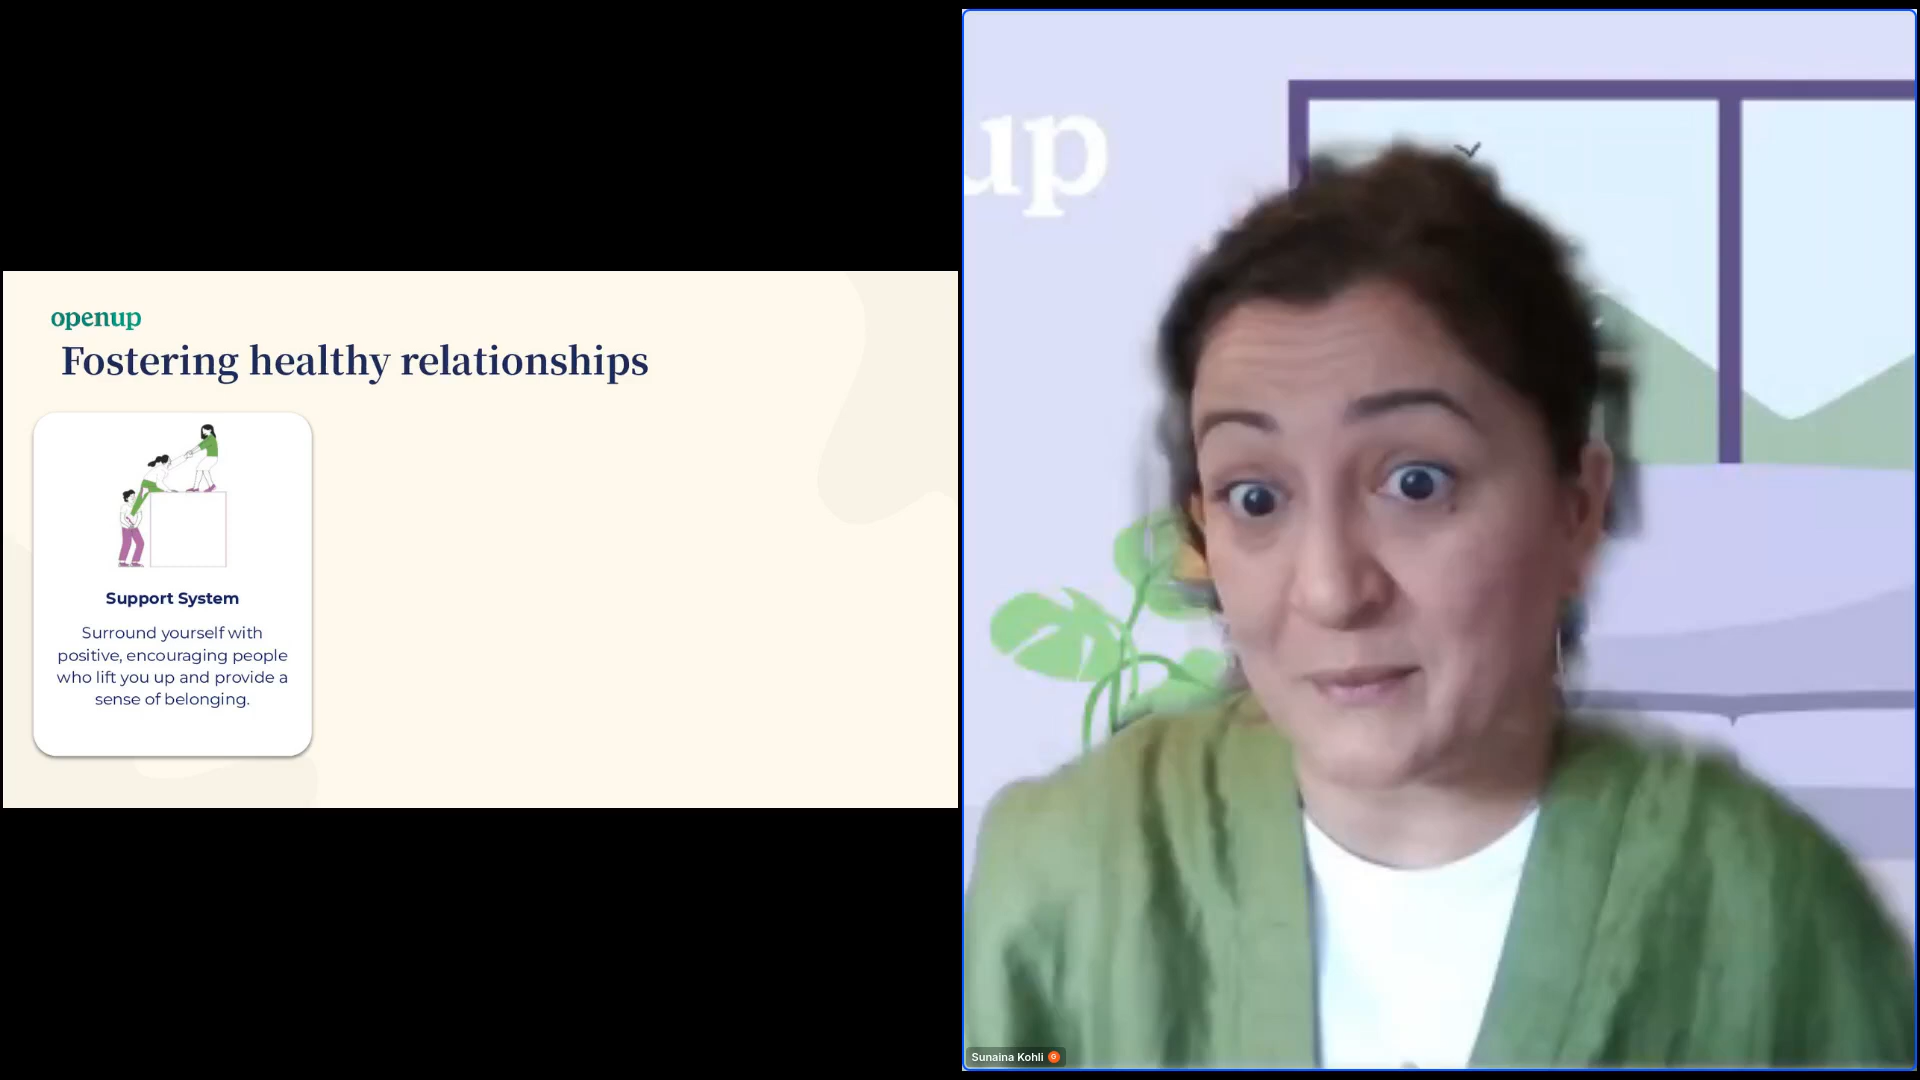 openup
Fostering healthy relationships
Support System
Surround yourself with
positive, encouraging people
who lift you up and provide a
sense of belonging.
up
Sunaina Kohli